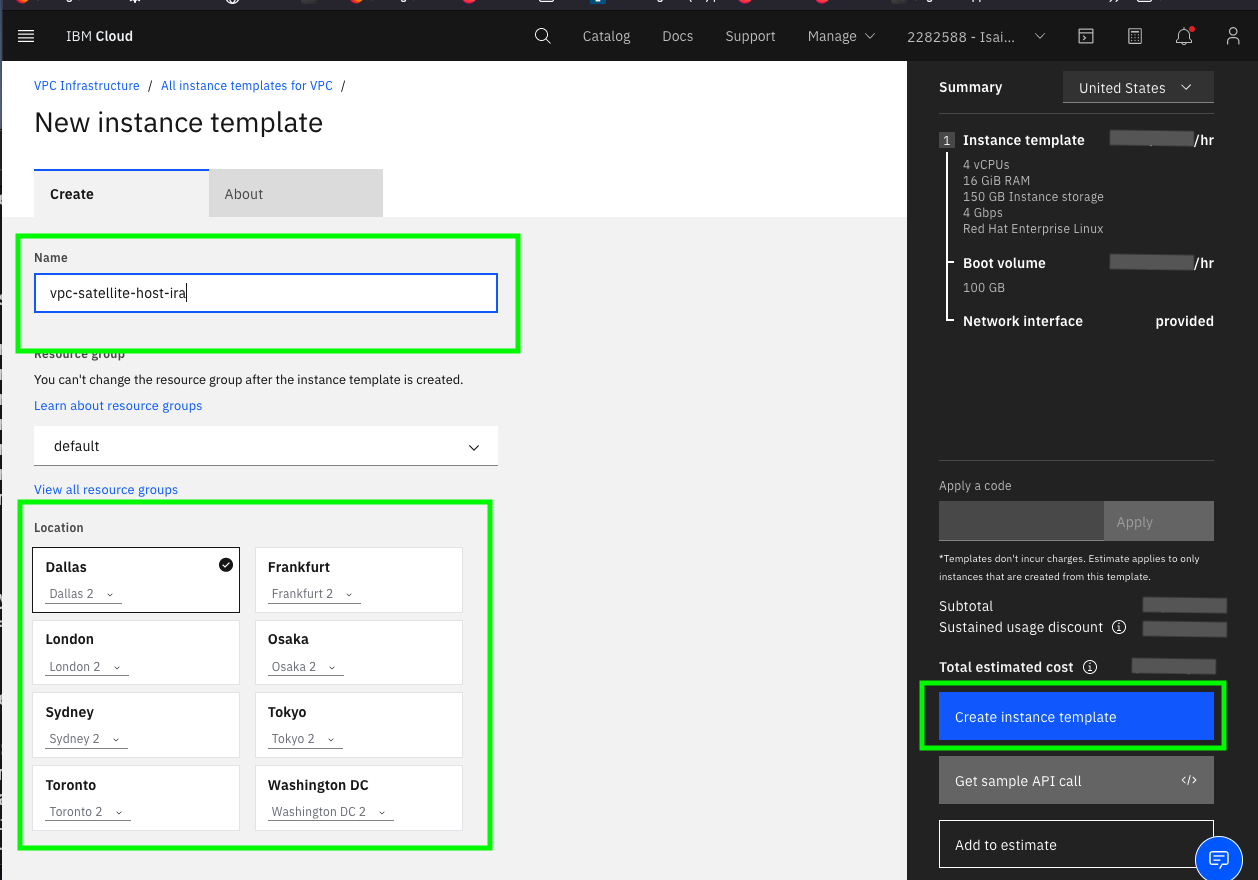 IBM Cloud
Catalog
Docs
Support
Manage
2282588 - Isai...
VPC Infrastructure / All instance templates for VPC /
New instance template
Create
About
Name
vpc-satellite-host-ira
Resource group
You can't change the resource group after the instance template is created.
Learn about resource groups
default
View all resource groups
Location
Dallas
Dallas 2
Frankfurt
Frankfurt 2
London
London 2
Osaka
Osaka 2
Sydney
Sydney 2
Tokyo
Tokyo 2
Toronto
Toronto 2
Washington DC
Washington DC 2
Summary
United States
1 Instance template /hr
4 vCPUs
16 GiB RAM
150 GB Instance storage
4 Gbps
Red Hat Enterprise Linux
Boot volume /hr
100 GB
Network interface provided
Apply a code
Apply
*Templates don't incur charges. Estimate applies to only
instances that are created from this template.
Subtotal
Sustained usage discount
Total estimated cost
Create instance template
Get sample API call </>
Add to estimate